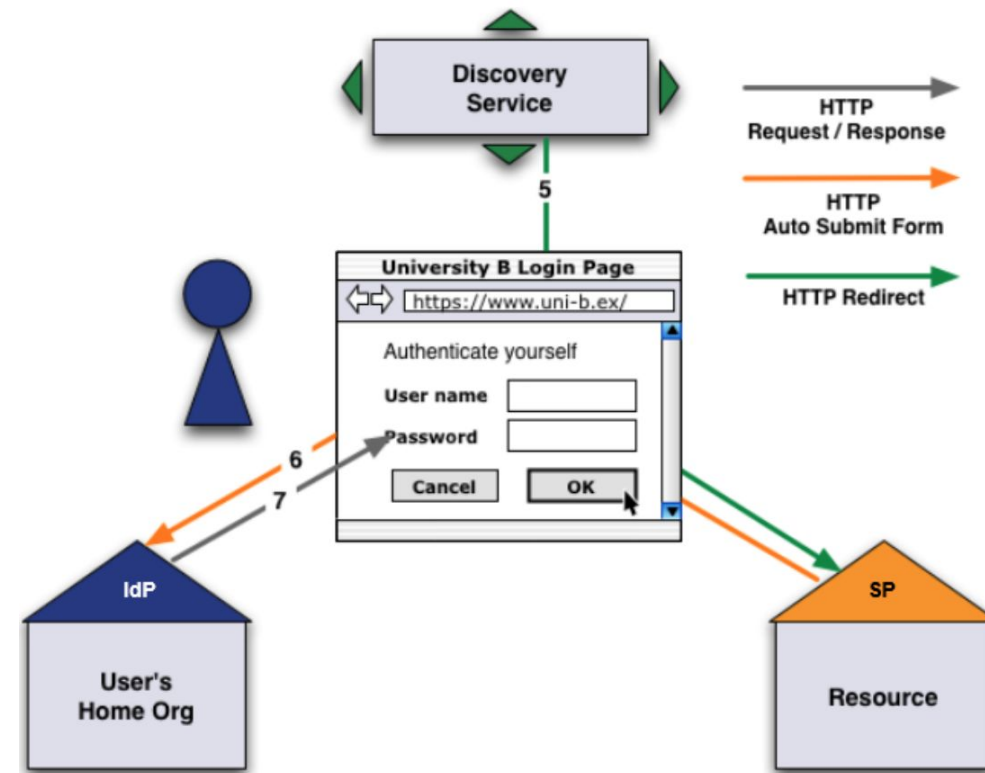 Discovery
Service
HTTP
Request / Response
5
HTTP
Auto Submit Form
University B Login Page
https://www.uni-b.ex/
HTTP Redirect
Authenticate yourself
User name
Password
6
7
Cancel
OK
IdP
SP
User's
Home Org
Resource